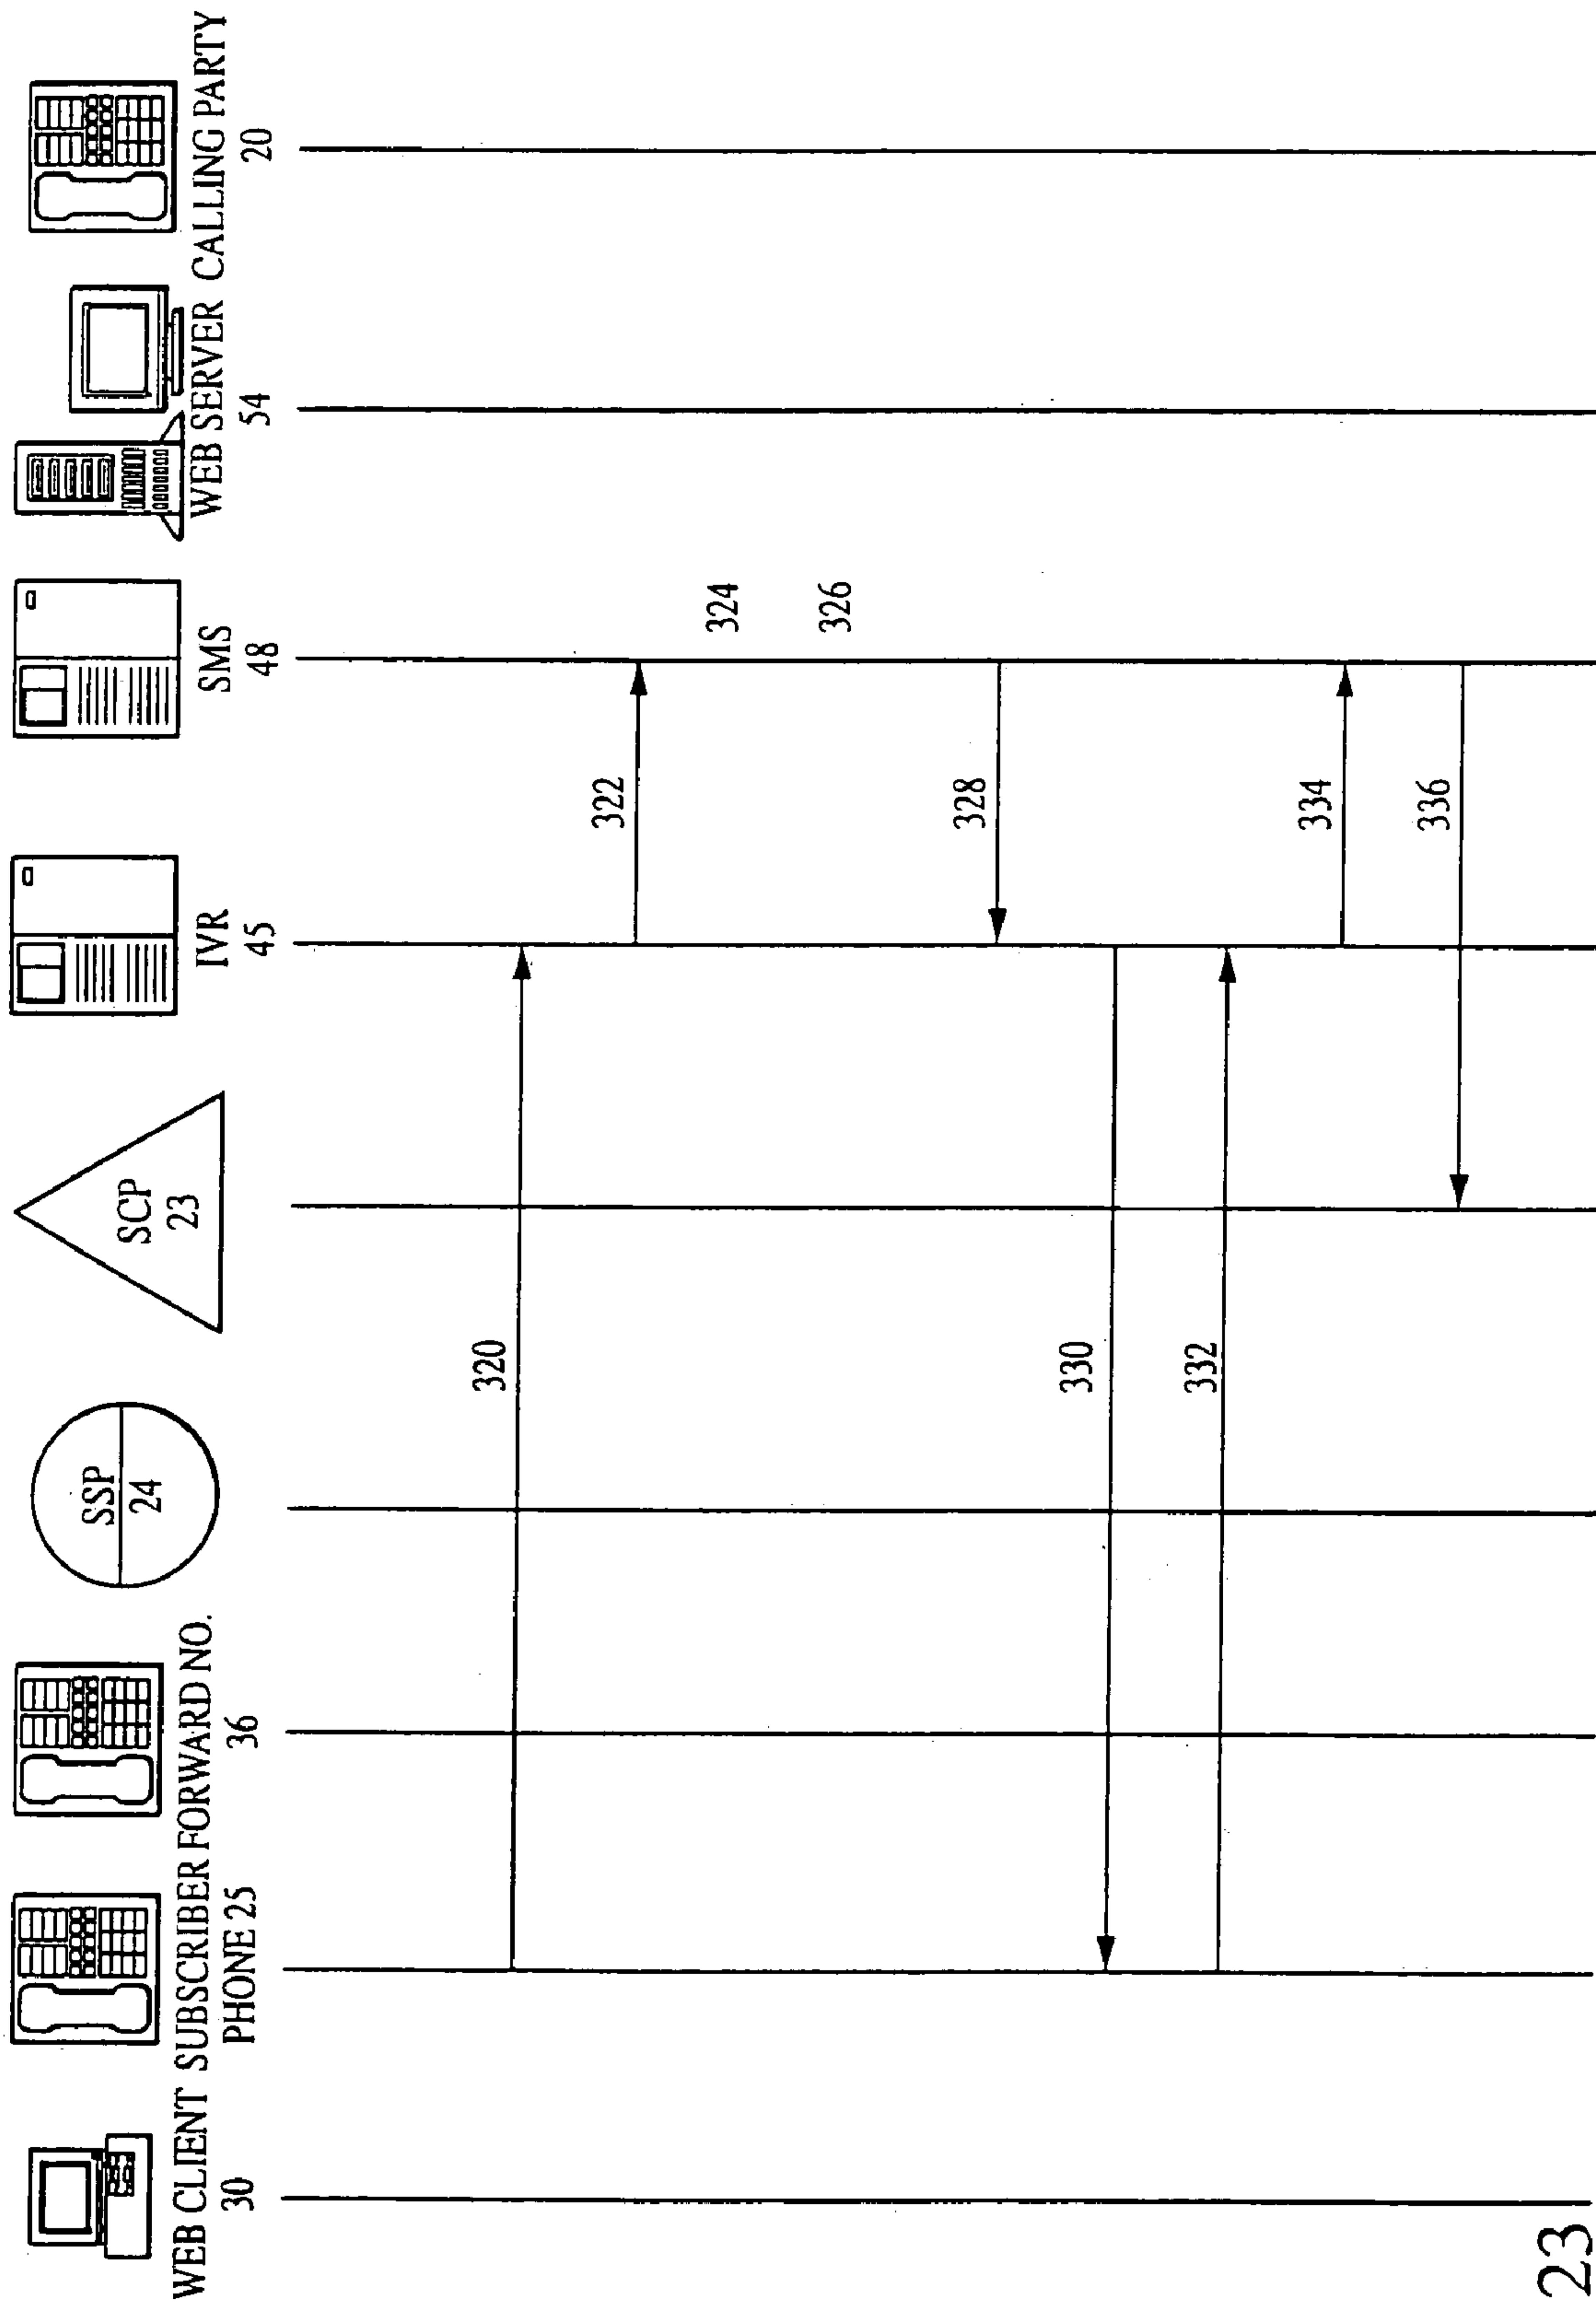 WEB CLIENT
30
SUBSCRIBER
PHONE 25
FORWARD NO.
36
SSP
24
SCP
23
IVR
45
SMS
48
WEB SERVER
54
CALLING PARTY
20
320
322
324
326
328
330
332
334
336
23